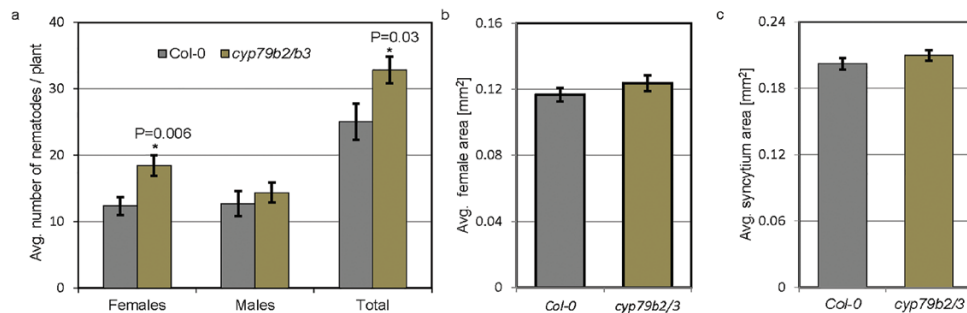 a
Avg. number of nematodes / plant
40
30
20
10
0
Col-0
cyp79b2/b3
P=0.006
*
P=0.03
*
Females
Males
Total
b
Avg. female area [mm²]
0.16
0.12
0.08
0.04
0.00
Col-0
cyp79b2/3
c
Avg. syncytium area [mm²]
0.24
0.18
0.12
0.06
0.00
Col-0
cyp79b2/3